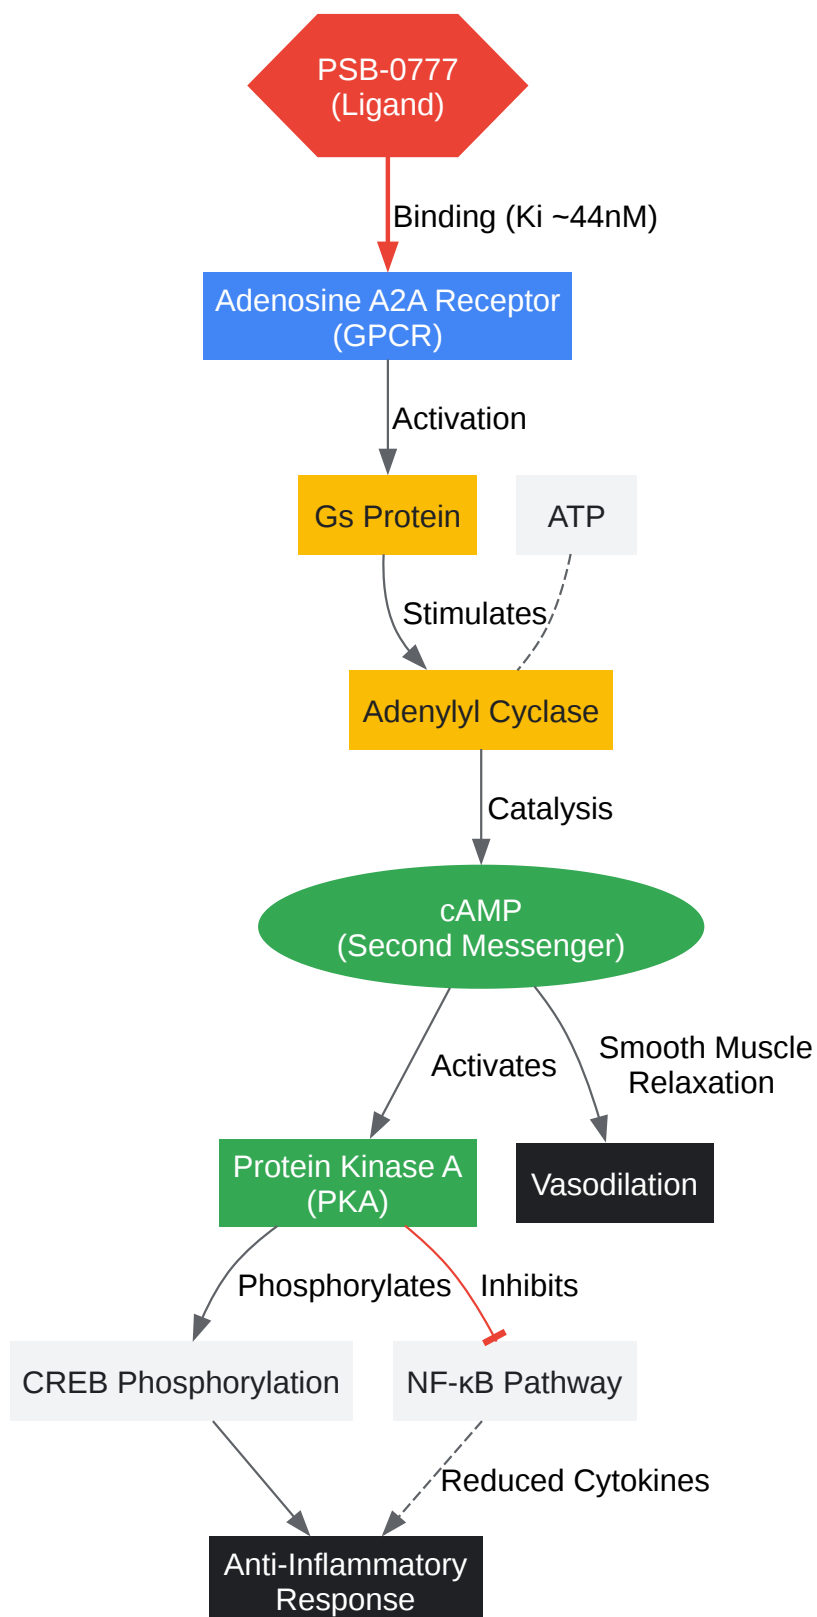 PSB-0777
(Ligand)
Binding (Ki ~44nM)
Adenosine A2A Receptor
(GPCR)
Activation
Gs Protein
ATP
Stimulates
Adenylyl Cyclase
Catalysis
cAMP
(Second Messenger)
Activates
Smooth Muscle
Relaxation
Protein Kinase A
(PKA)
Vasodilation
Phosphorylates
Inhibits
CREB Phosphorylation
NF-κB Pathway
Reduced Cytokines
Anti-Inflammatory
Response